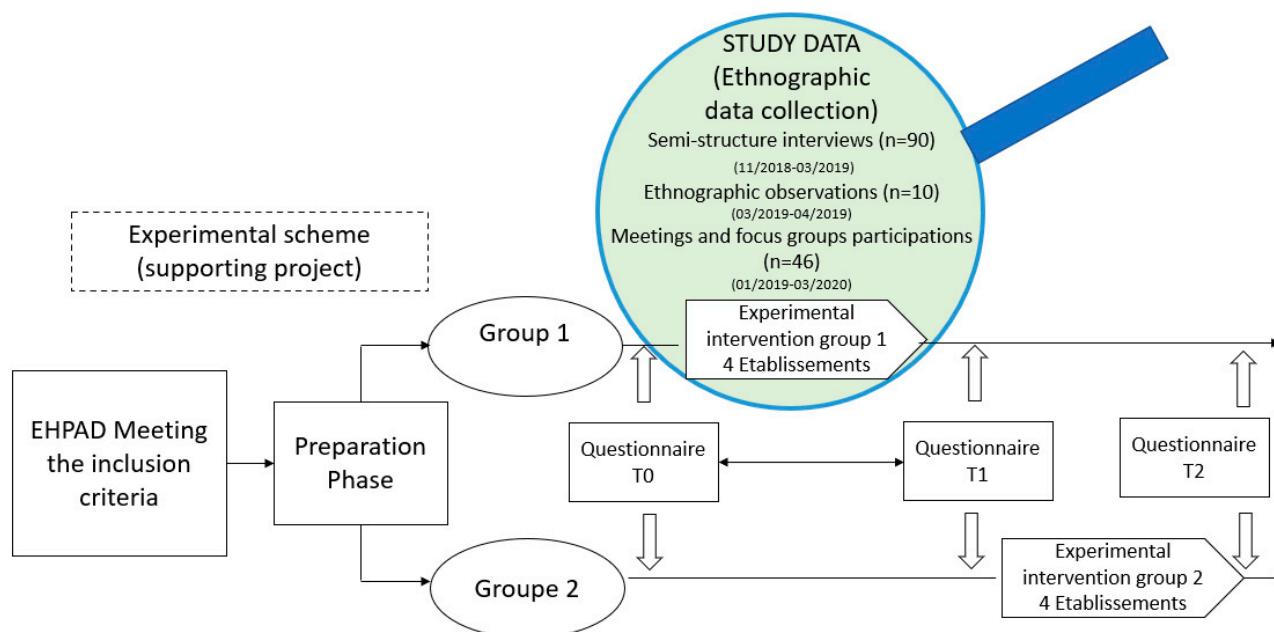 STUDY DATA
(Ethnographic
data collection)
Semi-structure interviews (n=90)
(11/2018-03/2019)
Ethnographic observations (n=10)
(03/2019-04/2019)
Meetings and focus groups participations
(n=46)
(01/2019-03/2020)
Experimental scheme
(supporting project)
Group 1
Experimental
intervention group 1
4 Etablissements
EHPAD Meeting
the inclusion
criteria
Preparation
Phase
Questionnaire
T0
Questionnaire
T1
Questionnaire
T2
Groupe 2
Experimental
intervention group 2
4 Etablissements